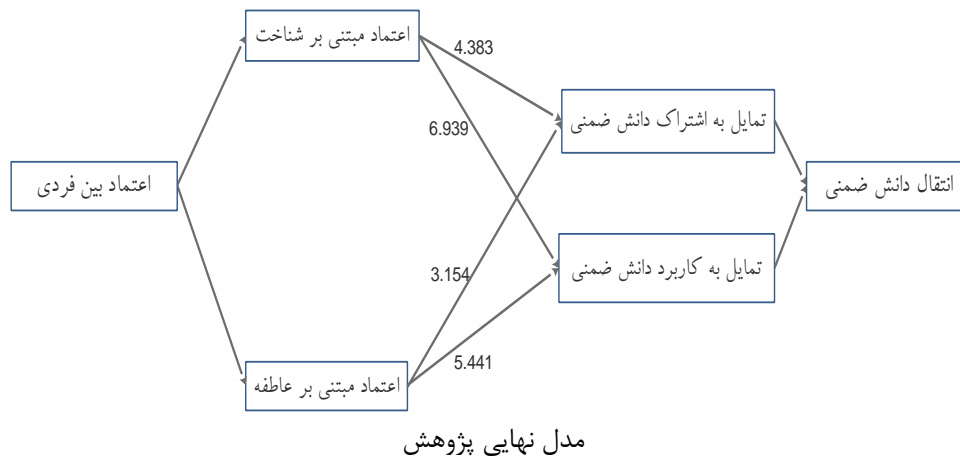 اعتماد مبتنی بر شناخت
4.383
تمایل به اشتراک دانش ضمنی
6.939
اعتماد بین فردی
انتقال دانش ضمنی
تمایل به کاربرد دانش ضمنی
3.154
5.441
اعتماد مبتنی بر عاطفه
مدل نهایی پژوهش